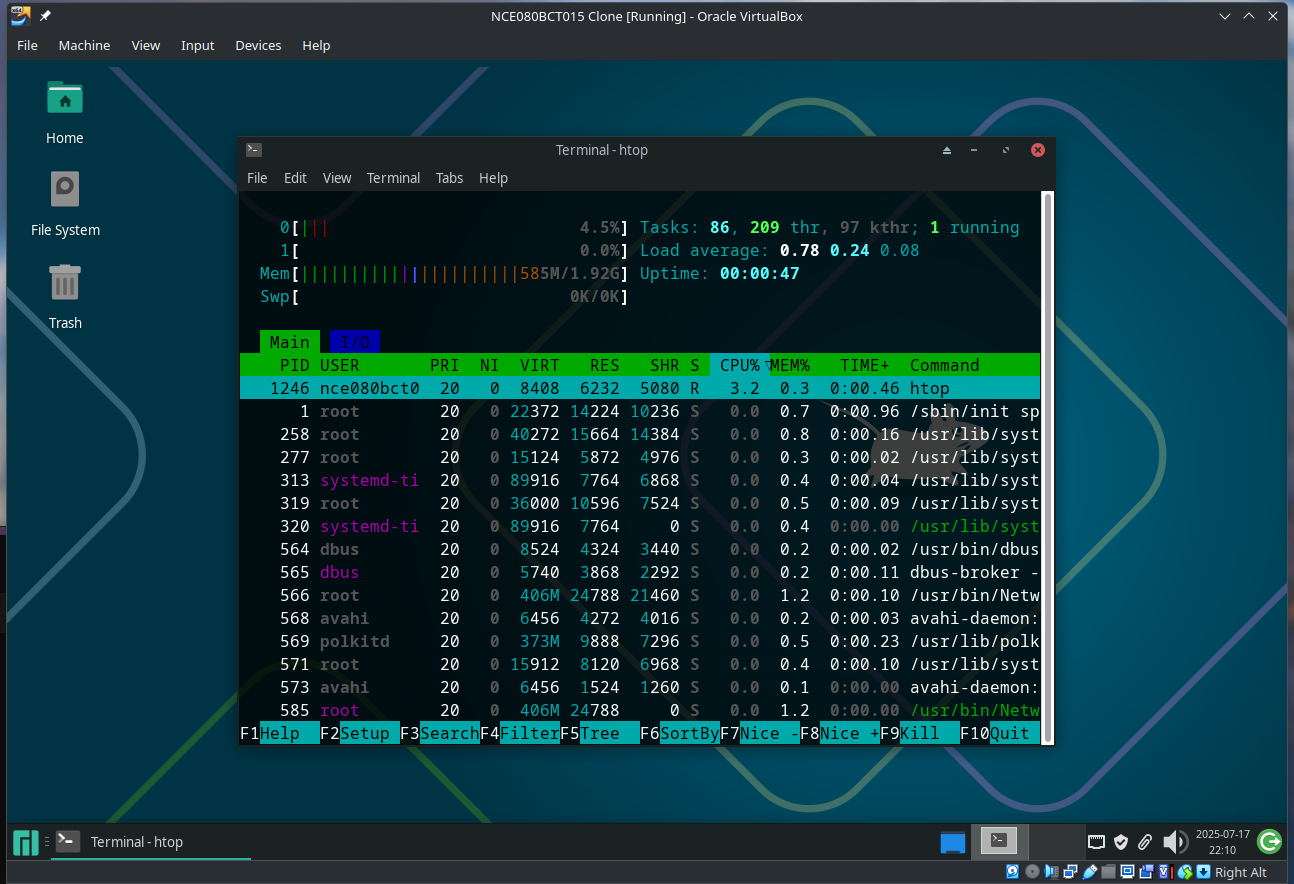 NCE080BCT015 Clone [Running] - Oracle VirtualBox
File Machine View Input Devices Help
Home
File System
Trash
Terminal - htop
File Edit View Terminal Tabs Help
0[||| 4.5%] Tasks: 86, 209 thr, 97 kthr; 1 running
1[ 0.0%] Load average: 0.78 0.24 0.08
Mem[||||||||||||||||||||||585M/1.92G] Uptime: 00:00:47
Swp[ 0K/0K]
Main I/O
PID USER PRI NI VIRT RES SHR S CPU%▽MEM% TIME+ Command
1246 nce080bct0 20 0 8408 6232 5080 R 3.2 0.3 0:00.46 htop
1 root 20 0 22372 14224 10236 S 0.0 0.7 0:00.96 /sbin/init sp
258 root 20 0 40272 15664 14384 S 0.0 0.8 0:00.16 /usr/lib/syst
277 root 20 0 15124 5872 4976 S 0.0 0.3 0:00.02 /usr/lib/syst
313 systemd-ti 20 0 89916 7764 6868 S 0.0 0.4 0:00.04 /usr/lib/syst
319 root 20 0 36000 10596 7524 S 0.0 0.5 0:00.09 /usr/lib/syst
320 systemd-ti 20 0 89916 7764 0 S 0.0 0.4 0:00.00 /usr/lib/syst
564 dbus 20 0 8524 4324 3440 S 0.0 0.2 0:00.02 /usr/bin/dbus
565 dbus 20 0 5740 3868 2292 S 0.0 0.2 0:00.11 dbus-broker -
566 root 20 0 406M 24788 21460 S 0.0 1.2 0:00.10 /usr/bin/Netw
568 avahi 20 0 6456 4272 4016 S 0.0 0.2 0:00.03 avahi-daemon:
569 polkitd 20 0 373M 9888 7296 S 0.0 0.5 0:00.23 /usr/lib/polk
571 root 20 0 15912 8120 6968 S 0.0 0.4 0:00.10 /usr/lib/syst
573 avahi 20 0 6456 1524 1260 S 0.0 0.1 0:00.00 avahi-daemon:
585 root 20 0 406M 24788 0 S 0.0 1.2 0:00.00 /usr/bin/Netw
F1Help F2Setup F3SearchF4FilterF5Tree F6SortByF7Nice -F8Nice +F9Kill F10Quit
Terminal - htop
2025-07-17
22:10
Right Alt